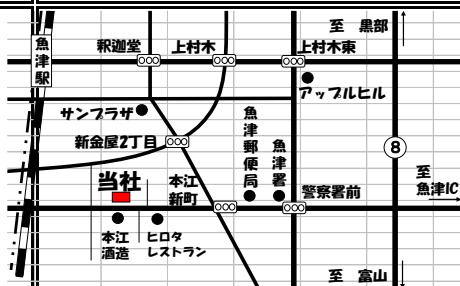 至 黒部
魚津駅
釈迦堂
上村木
上村木東
アップルヒル
サンプラザ
新金屋2丁目
魚津郵便局
魚津署
8
至
魚津IC
当社
本江
新町
警察署前
本江
酒造
ヒロタ
レストラン
至 富山